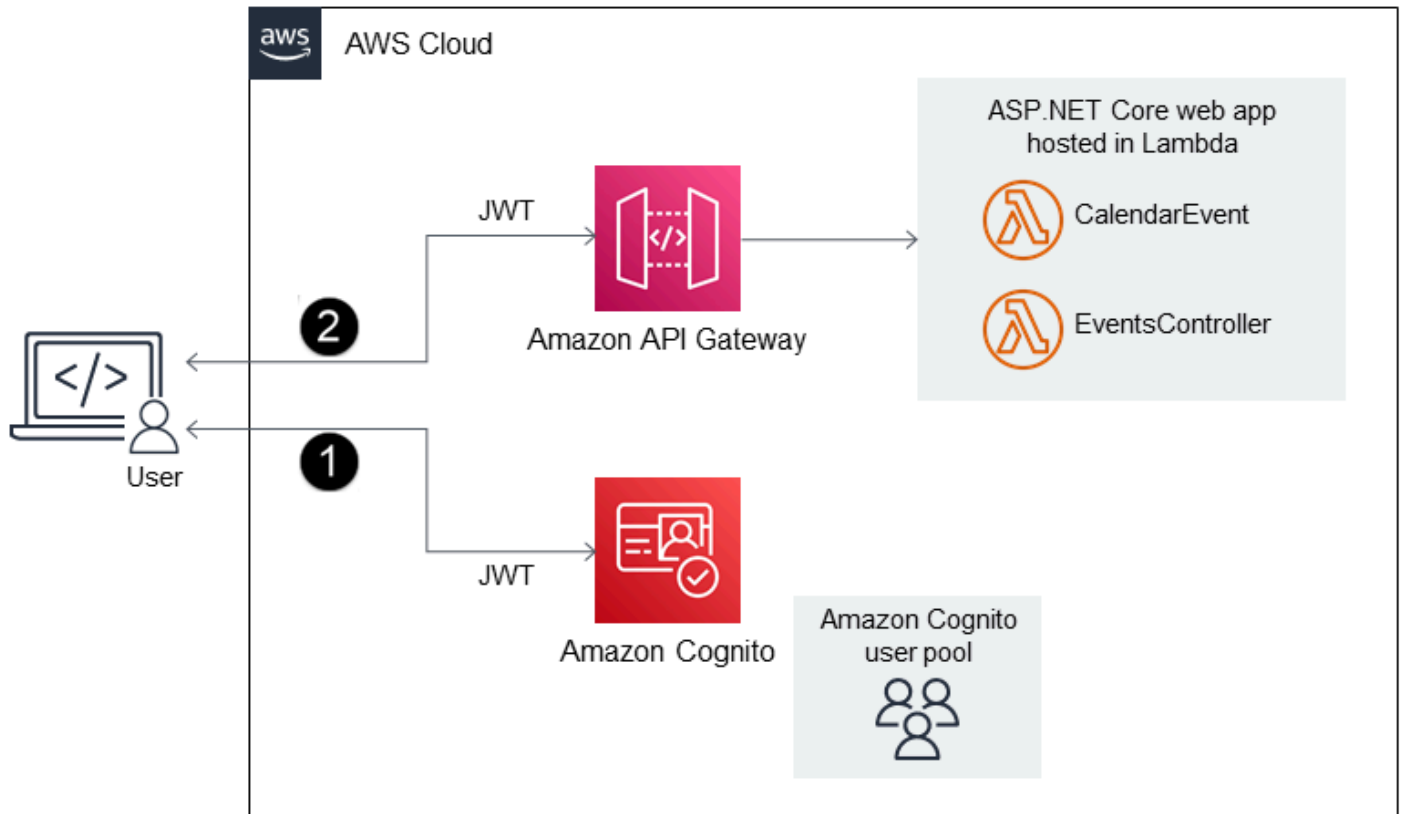 aws
AWS Cloud
ASP.NET Core web app
hosted in Lambda
CalendarEvent
EventsController
JWT
</>
Amazon API Gateway
2
</>
User
1
JWT
Amazon Cognito
Amazon Cognito
user pool